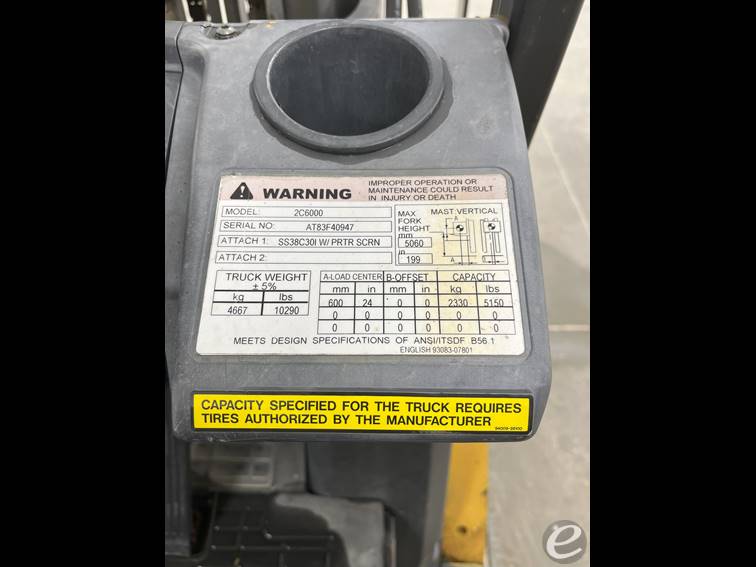 WARNING
IMPROPER OPERATION OR
MAINTENANCE COULD RESULT
IN INJURY OR DEATH
MODEL: 2C6000
SERIAL NO: AT83F40947
ATTACH 1: SS38C30I W/ PRTR SCRN
ATTACH 2:
MAX
FORK
HEIGHT
mm
5060
in
199
MAST:VERTICAL
A
B
A
TRUCK WEIGHT
± 5%
kg lbs
4667 10290
A-LOAD CENTER B-OFFSET CAPACITY
mm in mm in kg lbs
600 24 0 0 2330 5150
0 0 0 0 0 0
0 0 0 0 0 0
MEETS DESIGN SPECIFICATIONS OF ANSI/ITSDF B56.1
ENGLISH 93083-07801
CAPACITY SPECIFIED FOR THE TRUCK REQUIRES
TIRES AUTHORIZED BY THE MANUFACTURER
e